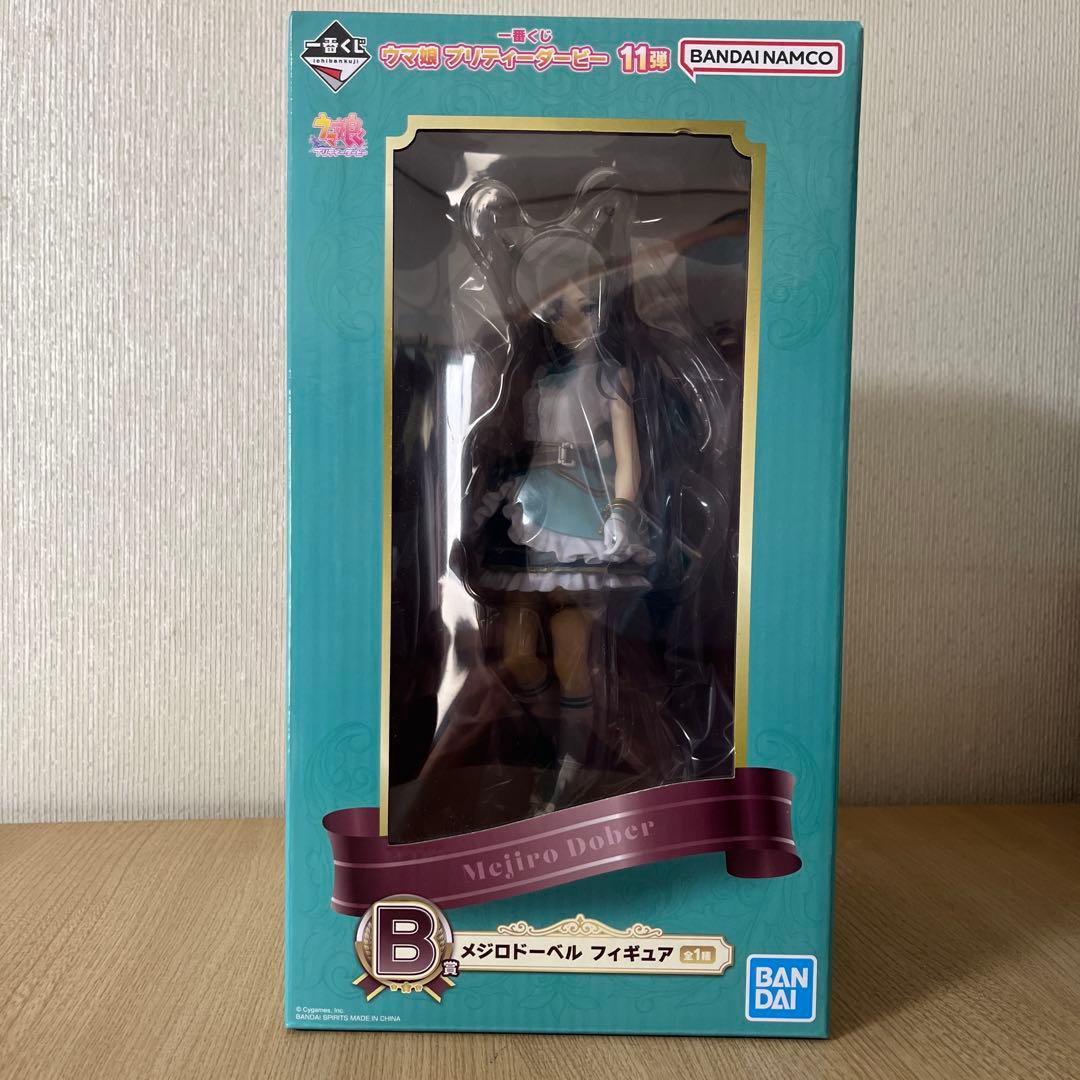 一番くじ
ichibankuji
一番くじ
ウマ娘 プリティーダービー 11弾
BANDAI NAMCO
ウマ娘
プリティーダービー
Mejiro Dober
B賞
メジロドーベル フィギュア 全1種
© Cygames, Inc.
BANDAI SPIRITS MADE IN CHINA
BAN
DAI